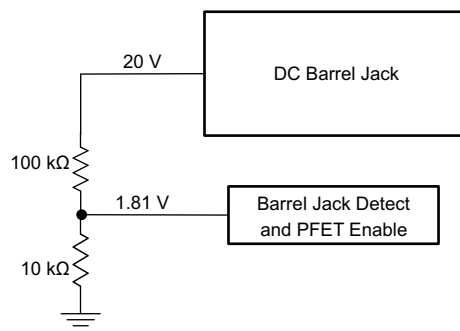 20 V
DC Barrel Jack
100 kΩ
1.81 V
Barrel Jack Detect
and PFET Enable
10 kΩ